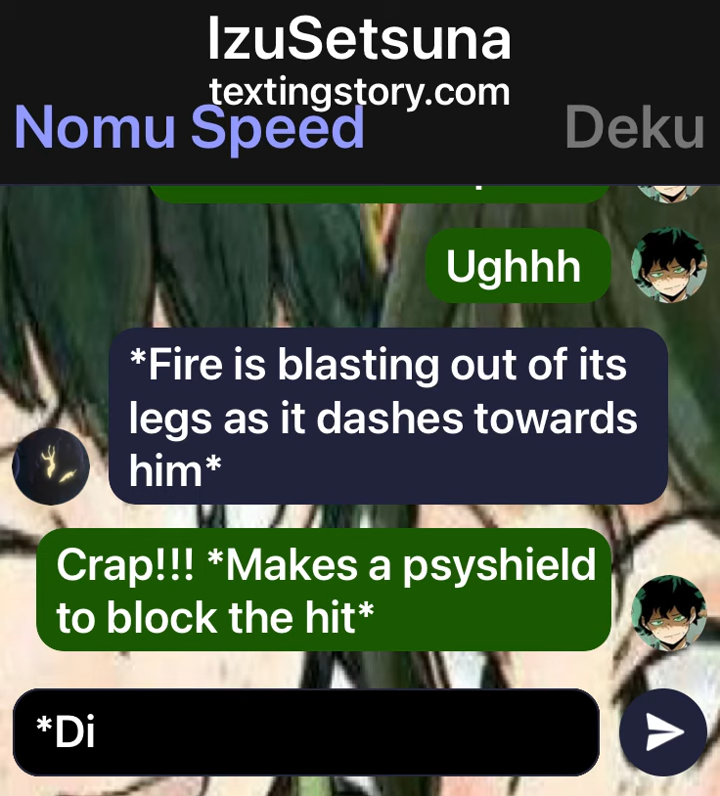 IzuSetsuna
textingstory.com
Nomu Speed
Deku
Ughhh
*Fire is blasting out of its
legs as it dashes towards
him*
Crap!!! *Makes a psyshield
to block the hit*
*Di